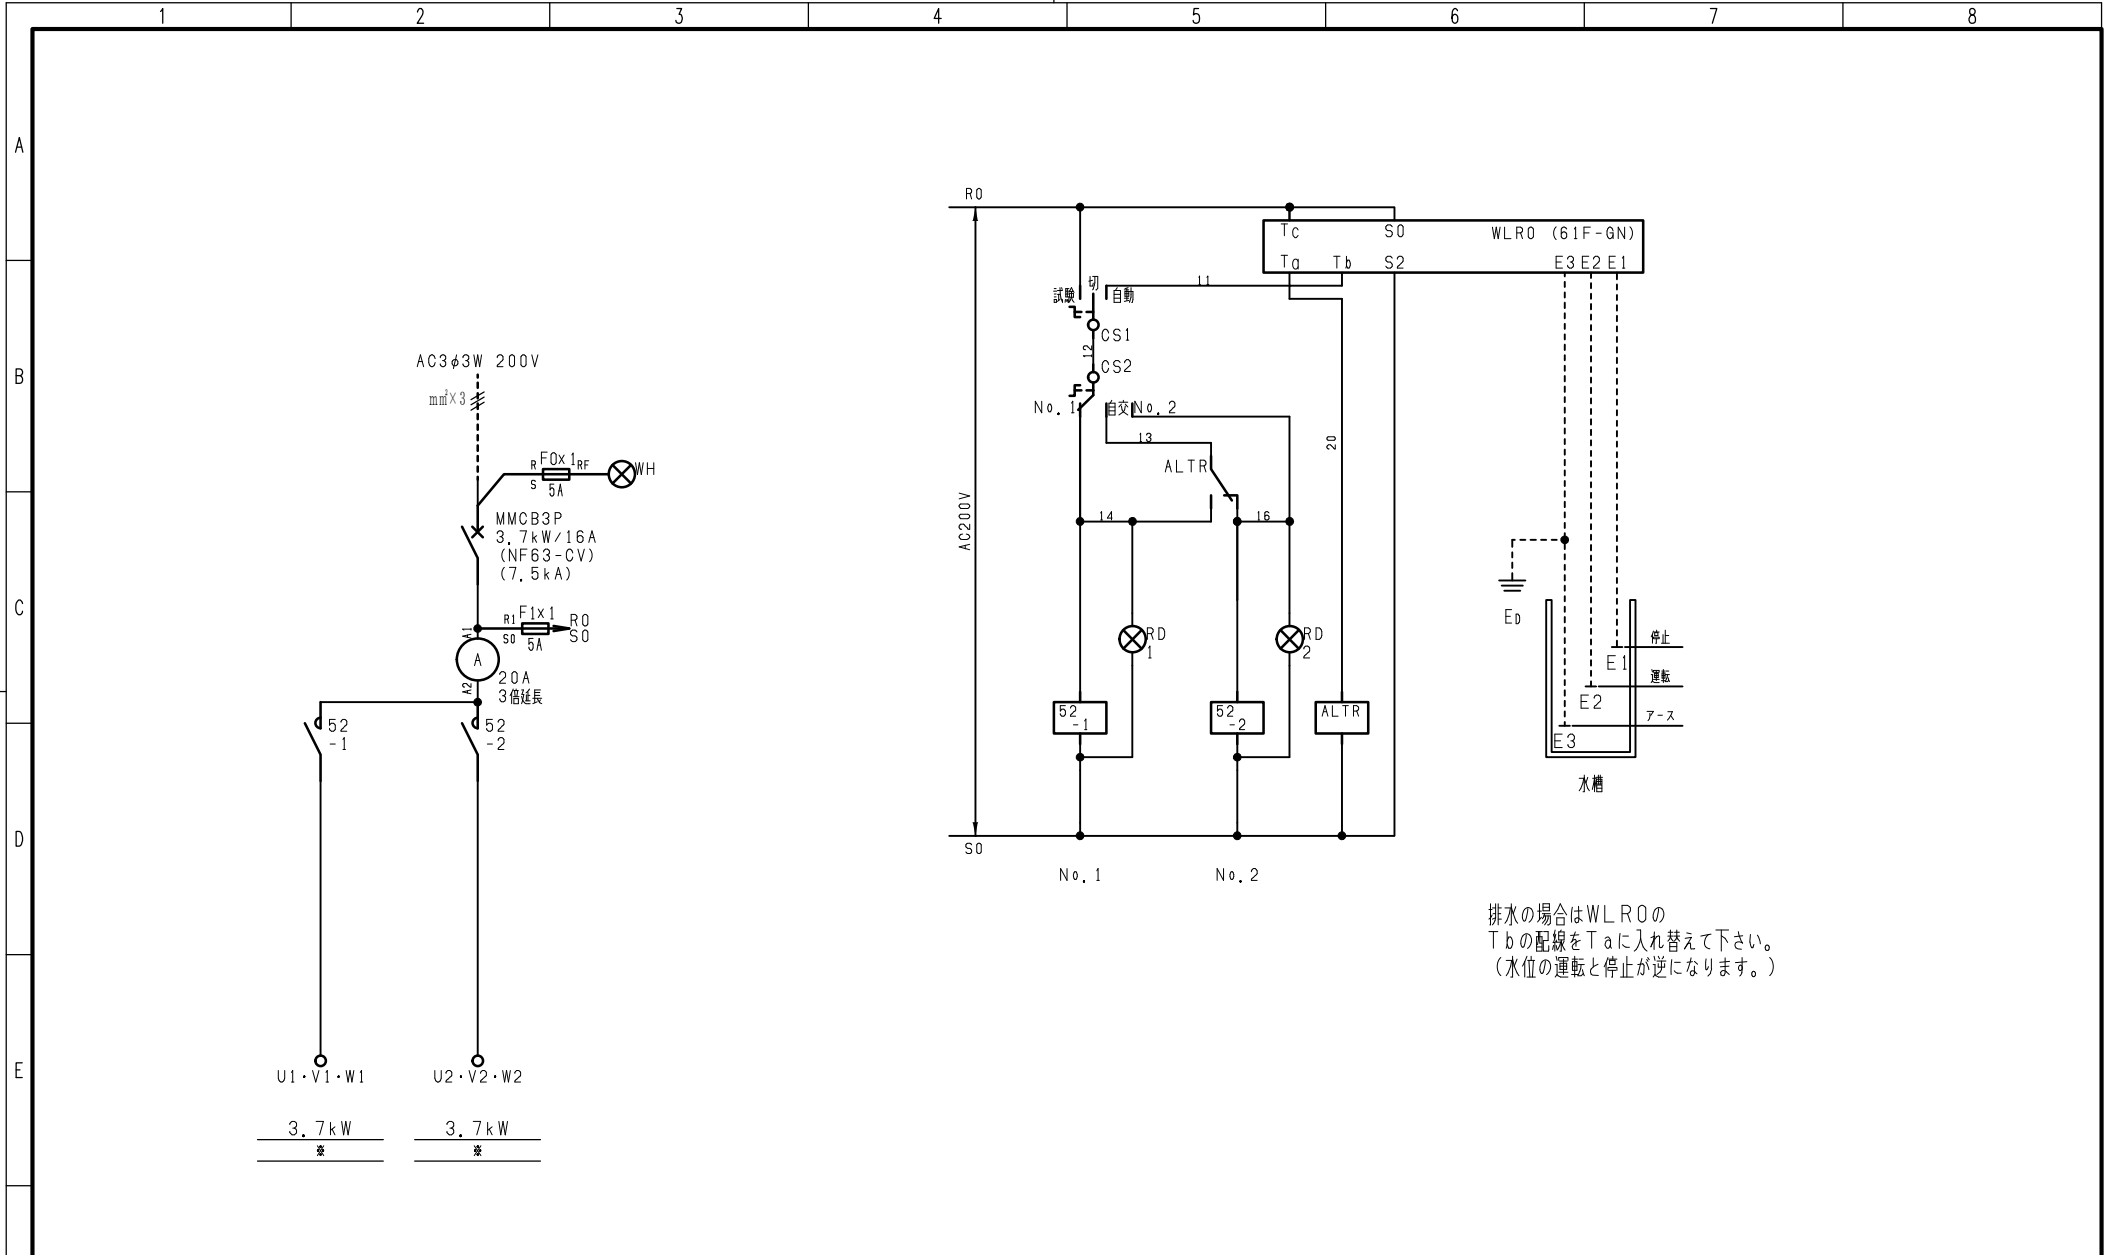 1 2 3 4 5 6 7 8
A
B
C
D
E
AC3φ3W 200V
mm²×3
R F0x1 RF
S 5A
WH
MMCB3P
3.7kW/16A
(NF63-CV)
(7.5kA)
R1 F1x1 R0
S0 5A S0
A1
A
A2
20A
3倍延長
52
-1
52
-2
U1・V1・W1
U2・V2・W2
3.7kW
※
3.7kW
※
R0
AC200V
S0
Tc S0 WLR0 (61F-GN)
Ta Tb S2 E3 E2 E1
試験 切 自動
11
CS1
12
CS2
No.1 自交 No.2
13
ALTR
20
14
16
RD
1
RD
2
52
-1
52
-2
ALTR
No.1
No.2
ED
停止
E1
運転
E2
アース
E3
水槽
排水の場合はWLR0の
Tbの配線をTaに入れ替えて下さい。
(水位の運転と停止が逆になります。)